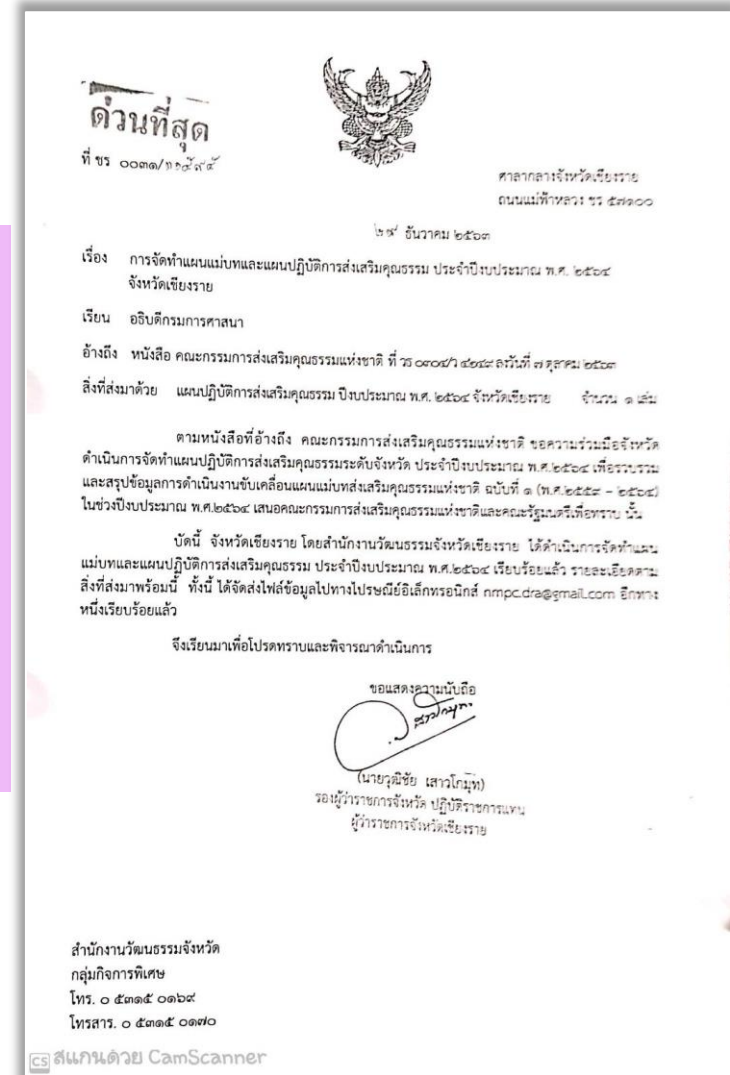 ด่วนที่สุด
ที่ ชร ๐๐๓๑/
ศาลากลางจังหวัดเชียงราย
ถนนแม่ฟ้าหลวง ชร ๕๗๑๐๐
๒๙ ธันวาคม ๒๕๖๓
เรื่อง การจัดทำแผนแม่บทและแผนปฏิบัติการส่งเสริมคุณธรรม ประจำปีงบประมาณ พ.ศ. ๒๕๖๔
จังหวัดเชียงราย
เรียน อธิบดีกรมการศาสนา
อ้างถึง หนังสือ คณะกรรมการส่งเสริมคุณธรรมแห่งชาติ ที่ วธ ๐๓๐๔/ว ๔๒๔๙ ลงวันที่ ๗ ตุลาคม ๒๕๖๓
สิ่งที่ส่งมาด้วย แผนปฏิบัติการส่งเสริมคุณธรรม ปีงบประมาณ พ.ศ. ๒๕๖๔ จังหวัดเชียงราย จำนวน ๑ เล่ม
ตามหนังสือที่อ้างถึง คณะกรรมการส่งเสริมคุณธรรมแห่งชาติ ขอความร่วมมือจังหวัด
ดำเนินการจัดทำแผนปฏิบัติการส่งเสริมคุณธรรมระดับจังหวัด ประจำปีงบประมาณ พ.ศ.๒๕๖๔ เพื่อรวบรวม
และสรุปข้อมูลการดำเนินงานขับเคลื่อนแผนแม่บทส่งเสริมคุณธรรมแห่งชาติ ฉบับที่ ๑ (พ.ศ.๒๕๕๙ – ๒๕๖๔)
ในช่วงปีงบประมาณ พ.ศ.๒๕๖๔ เสนอคณะกรรมการส่งเสริมคุณธรรมแห่งชาติและคณะรัฐมนตรีเพื่อทราบ นั้น
บัดนี้ จังหวัดเชียงราย โดยสำนักงานวัฒนธรรมจังหวัดเชียงราย ได้ดำเนินการจัดทำแผน
แม่บทและแผนปฏิบัติการส่งเสริมคุณธรรม ประจำปีงบประมาณ พ.ศ.๒๕๖๔ เรียบร้อยแล้ว รายละเอียดตาม
สิ่งที่ส่งมาพร้อมนี้ ทั้งนี้ ได้จัดส่งไฟล์ข้อมูลไปทางไปรษณีย์อิเล็กทรอนิกส์ nmpc.dra@gmail.com อีกทาง
หนึ่งเรียบร้อยแล้ว
จึงเรียนมาเพื่อโปรดทราบและพิจารณาดำเนินการ
ขอแสดงความนับถือ
(นายวุฒิชัย เสาวโกมุท)
รองผู้ว่าราชการจังหวัด ปฏิบัติราชการแทน
ผู้ว่าราชการจังหวัดเชียงราย
สำนักงานวัฒนธรรมจังหวัด
กลุ่มกิจการพิเศษ
โทร. ๐ ๕๓๑๕ ๐๑๖๙
โทรสาร. ๐ ๕๓๑๕ ๐๑๗๐
CS สแกนด้วย CamScanner